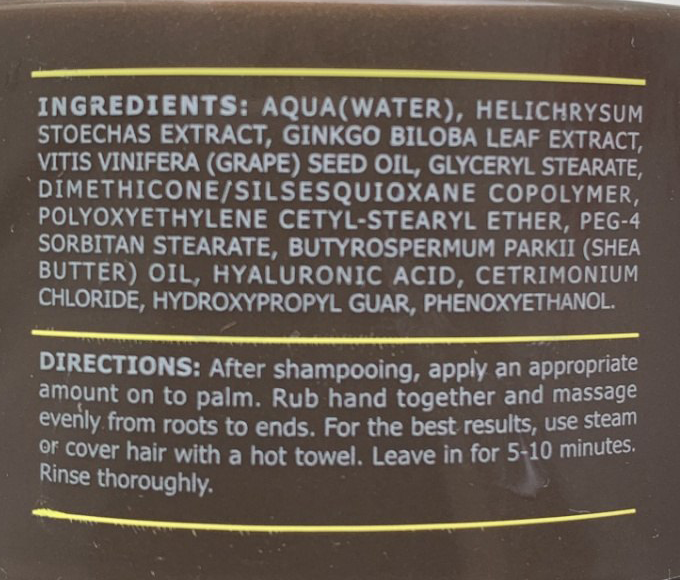 INGREDIENTS: AQUA(WATER), HELICHRYSUM
STOECHAS EXTRACT, GINKGO BILOBA LEAF EXTRACT,
VITIS VINIFERA (GRAPE) SEED OIL, GLYCERYL STEARATE,
DIMETHICONE/SILSESQUIOXANE COPOLYMER,
POLYOXYETHYLENE CETYL-STEARYL ETHER, PEG-4
SORBITAN STEARATE, BUTYROSPERMUM PARKII (SHEA
BUTTER) OIL, HYALURONIC ACID, CETRIMONIUM
CHLORIDE, HYDROXYPROPYL GUAR, PHENOXYETHANOL.
DIRECTIONS: After shampooing, apply an appropriate
amount on to palm. Rub hand together and massage
evenly from roots to ends. For the best results, use steam
or cover hair with a hot towel. Leave in for 5-10 minutes.
Rinse thoroughly.